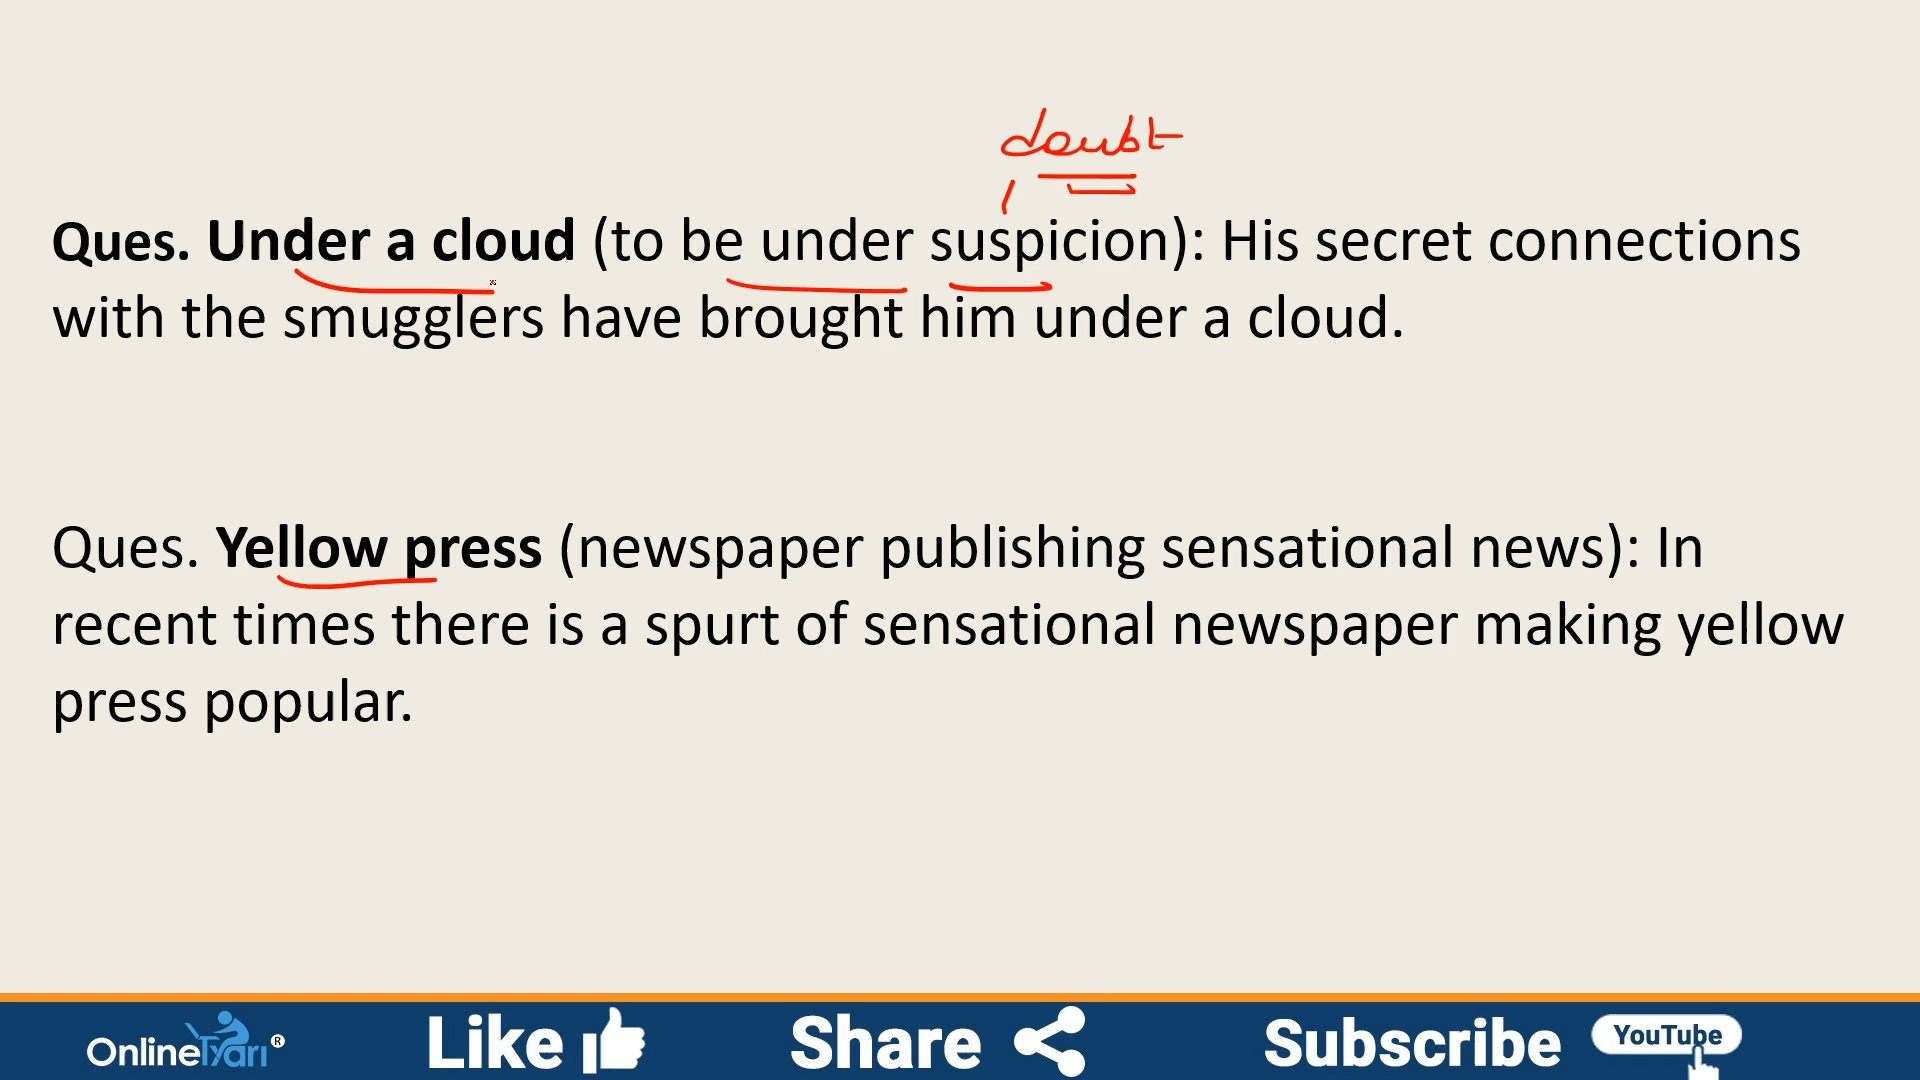 doubt
Ques. Under a cloud (to be under suspicion): His secret connections
with the smugglers have brought him under a cloud.
Ques. Yellow press (newspaper publishing sensational news): In
recent times there is a spurt of sensational newspaper making yellow
press popular.
OnlineTyari ® Like Share Subscribe YouTube